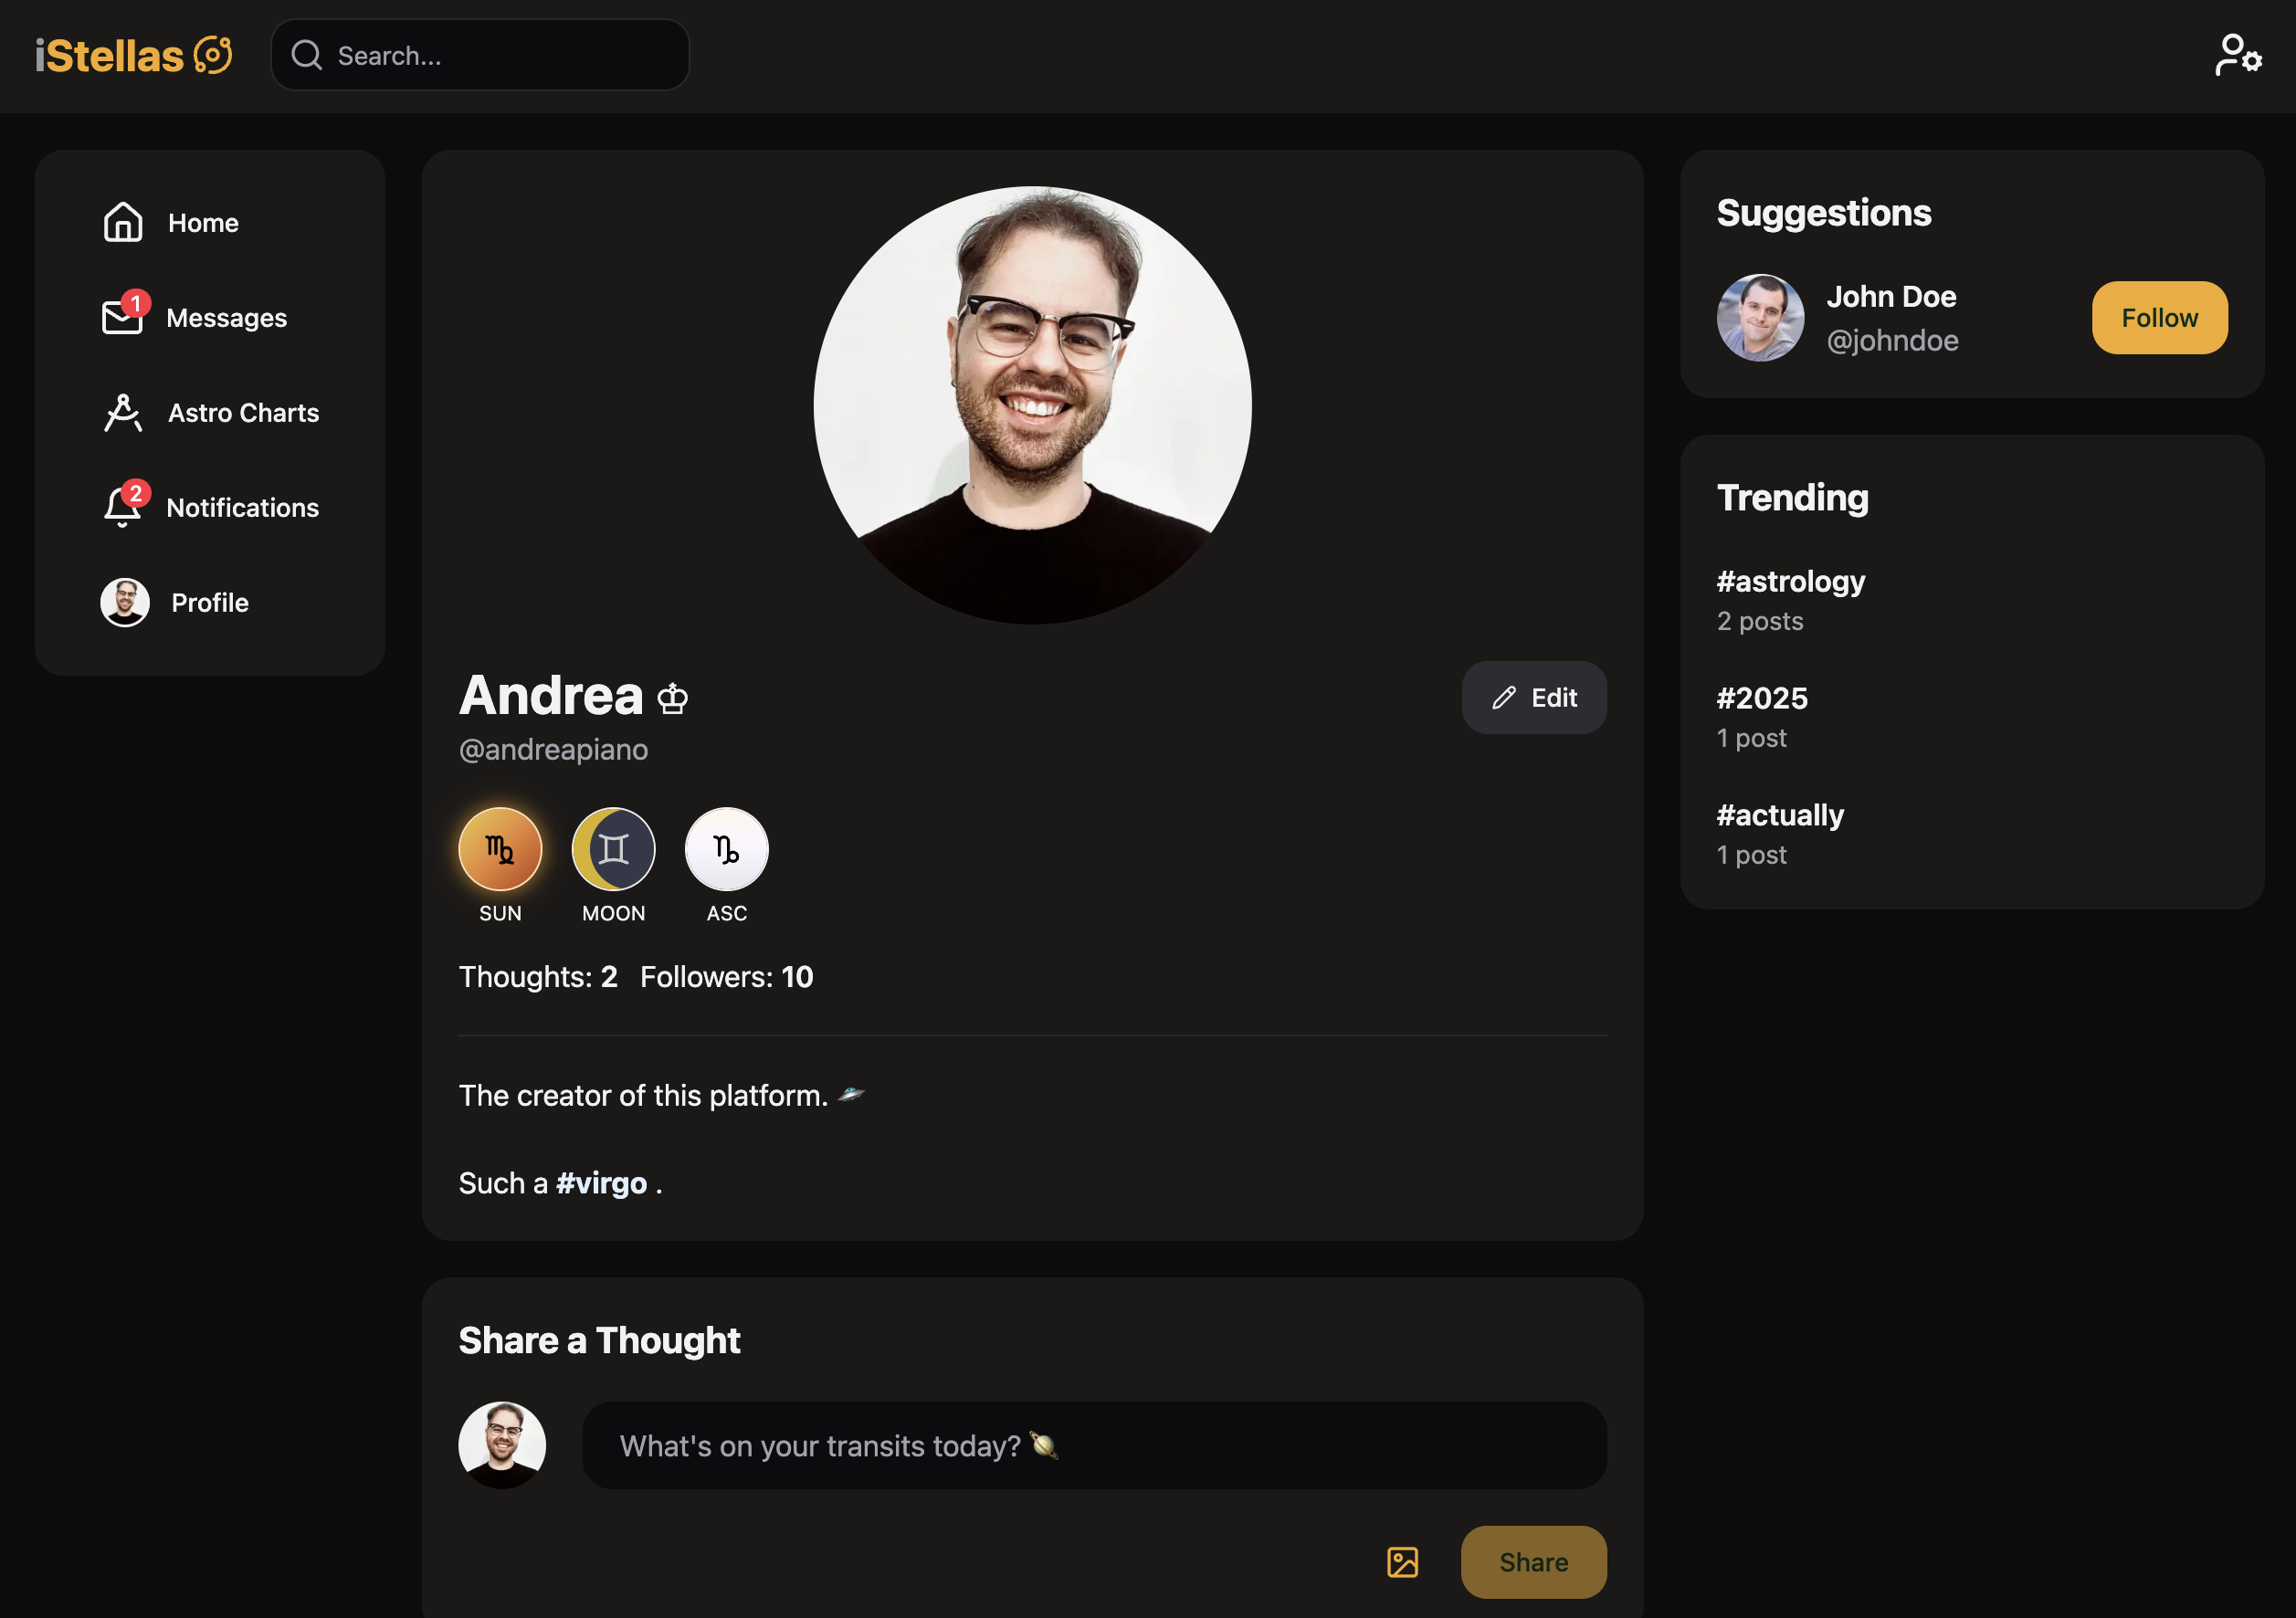 iStellas
Search...
Home
1
Messages
Astro Charts
2
Notifications
Profile
Andrea ♔
@andreapiano
Edit
♍ ♊ ♑
SUN MOON ASC
Thoughts: 2 Followers: 10
The creator of this platform. 🛸
Such a #virgo .
Share a Thought
What's on your transits today? 🪐
Share
Suggestions
John Doe
@johndoe
Follow
Trending
#astrology
2 posts
#2025
1 post
#actually
1 post